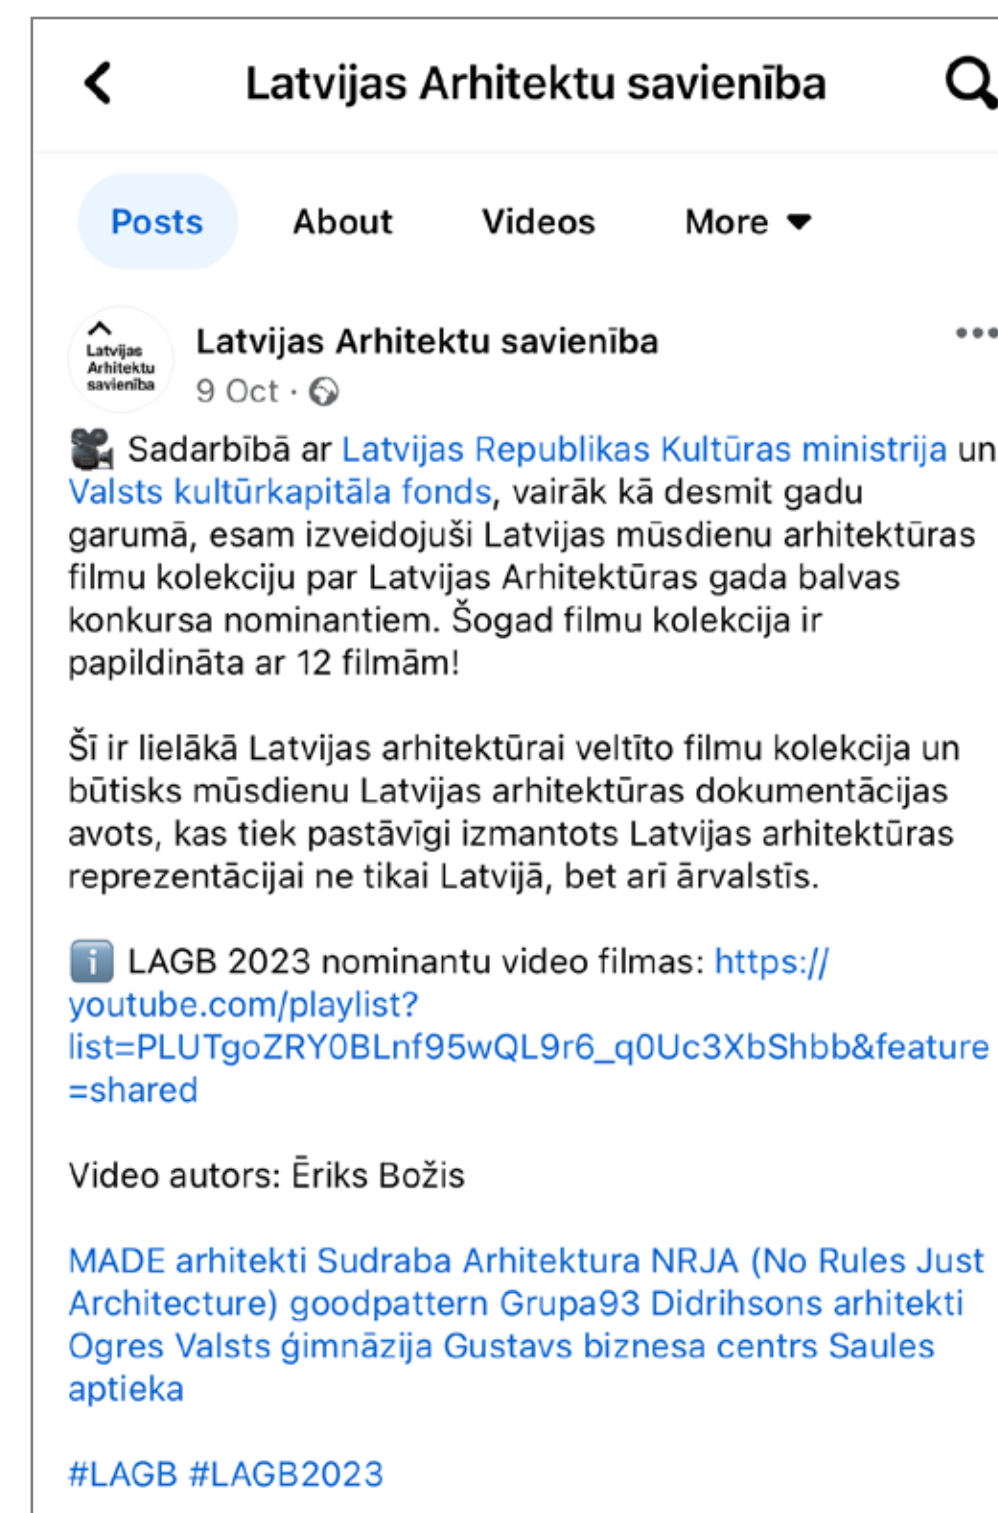 Latvijas Arhitektu savienība
Posts About Videos More
Latvijas
Arhitektu
savienība
Latvijas Arhitektu savienība
9 Oct ·
Sadarbībā ar Latvijas Republikas Kultūras ministrija un
Valsts kultūrkapitāla fonds, vairāk kā desmit gadu
garumā, esam izveidojuši Latvijas mūsdienu arhitektūras
filmu kolekciju par Latvijas Arhitektūras gada balvas
konkursa nominantiem. Šogad filmu kolekcija ir
papildināta ar 12 filmām!
Šī ir lielākā Latvijas arhitektūrai veltīto filmu kolekcija un
būtisks mūsdienu Latvijas arhitektūras dokumentācijas
avots, kas tiek pastāvīgi izmantots Latvijas arhitektūras
reprezentācijai ne tikai Latvijā, bet arī ārvalstīs.
ℹ️ LAGB 2023 nominantu video filmas: https://
youtube.com/playlist?
list=PLUTgoZRY0BLnf95wQL9r6_q0Uc3XbShbb&feature
=shared
Video autors: Ēriks Božis
MADE arhitekti Sudraba Arhitektura NRJA (No Rules Just
Architecture) goodpattern Grupa93 Didrihsons arhitekti
Ogres Valsts ģimnāzija Gustavs biznesa centrs Saules
aptieka
#LAGB #LAGB2023